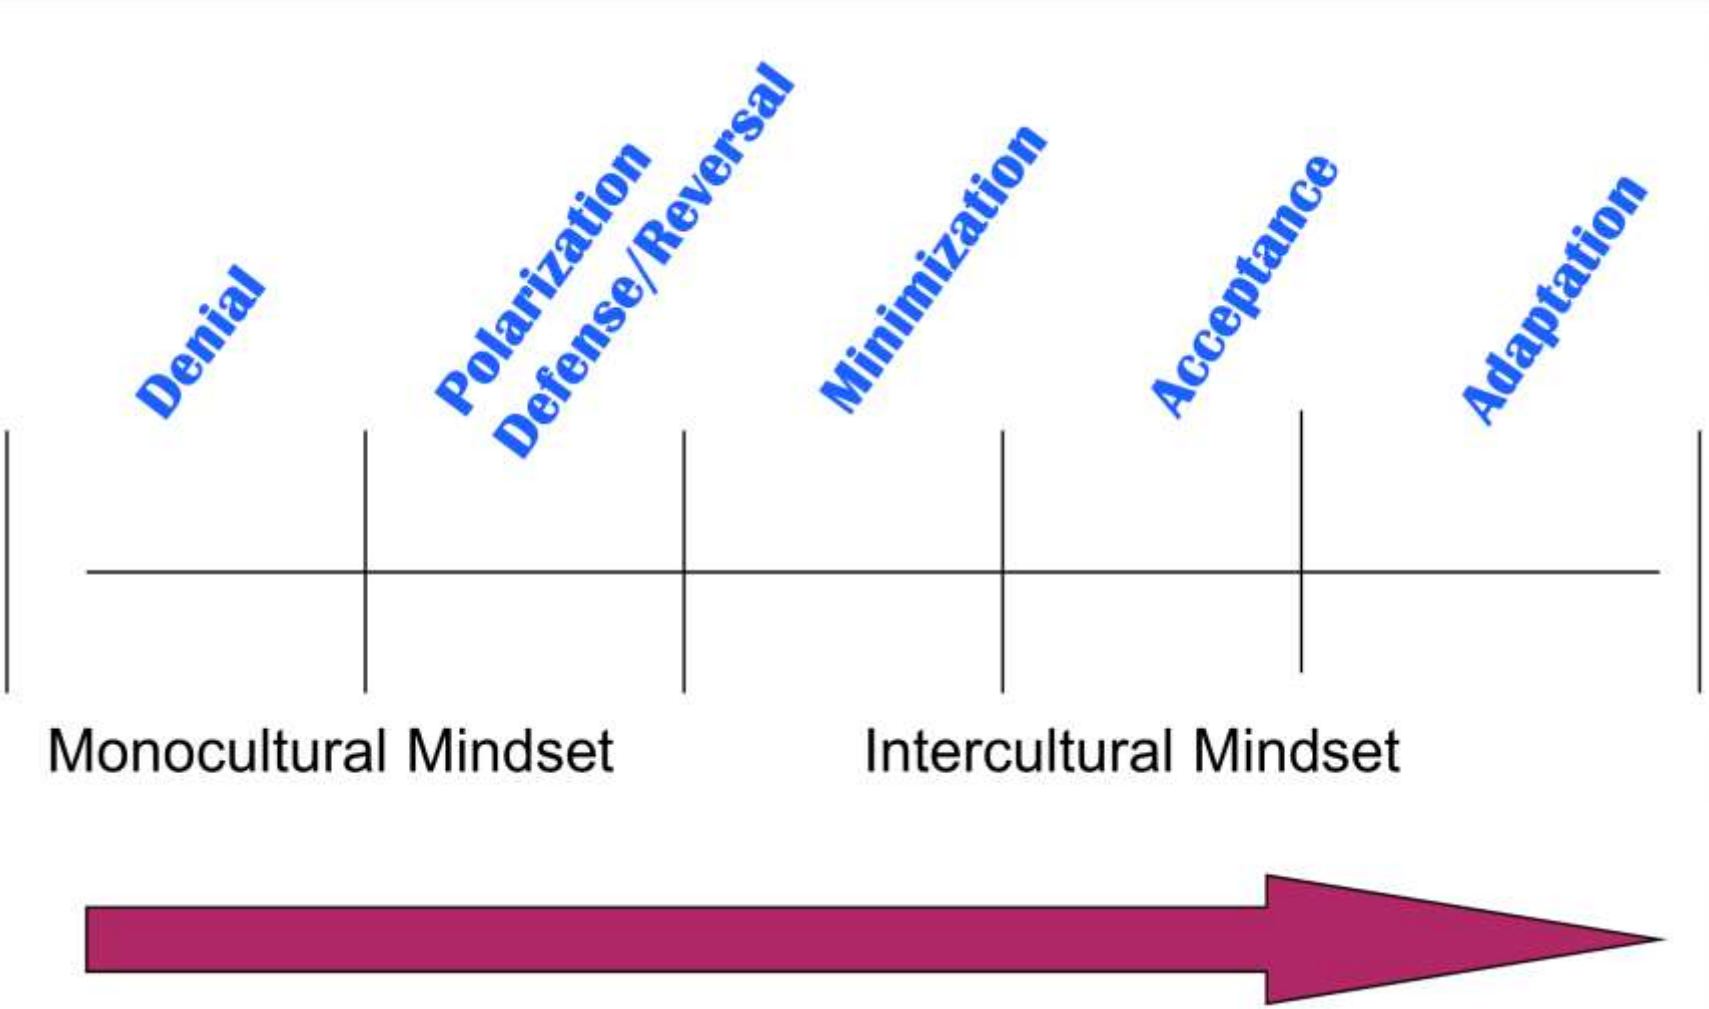 Denial
Polarization
Defense/Reversal
Minimization
Acceptance
Adaptation
Monocultural Mindset
Intercultural Mindset